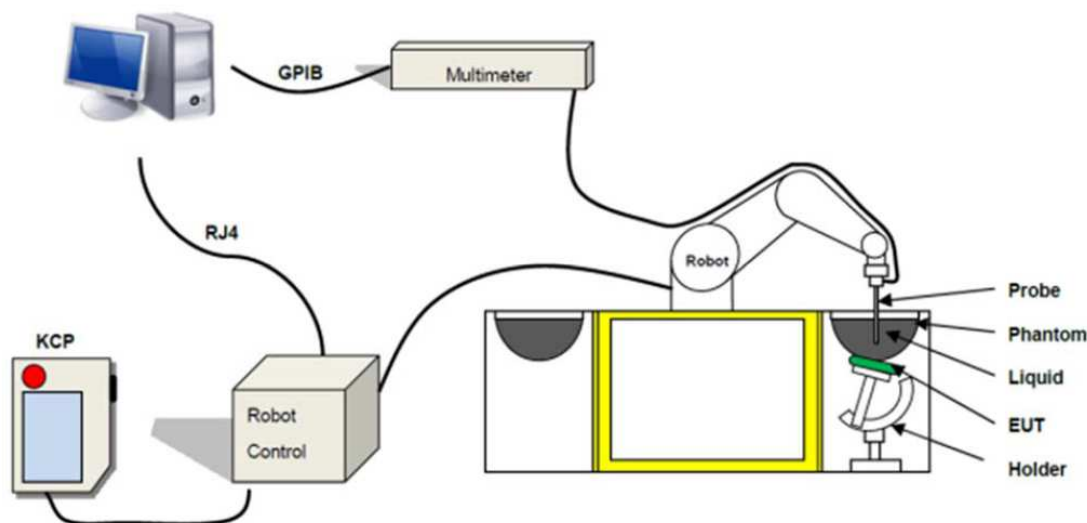 GPIB
Multimeter
RJ4
Robot
KCP
Robot
Control
Probe
Phantom
Liquid
EUT
Holder